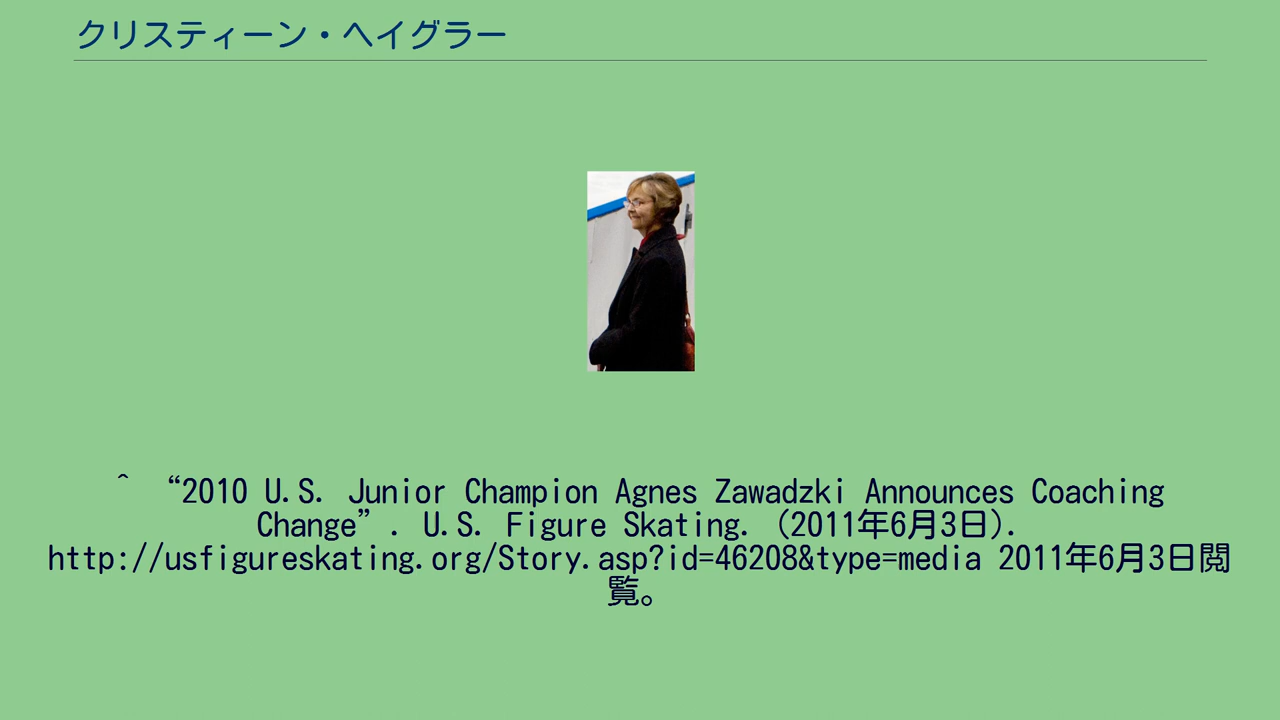 クリスティーン・ヘイグラー
^ “2010 U.S. Junior Champion Agnes Zawadzki Announces Coaching
Change”. U.S. Figure Skating. (2011年6月3日).
http://usfigureskating.org/Story.asp?id=46208&type=media 2011年6月3日閲
覧。